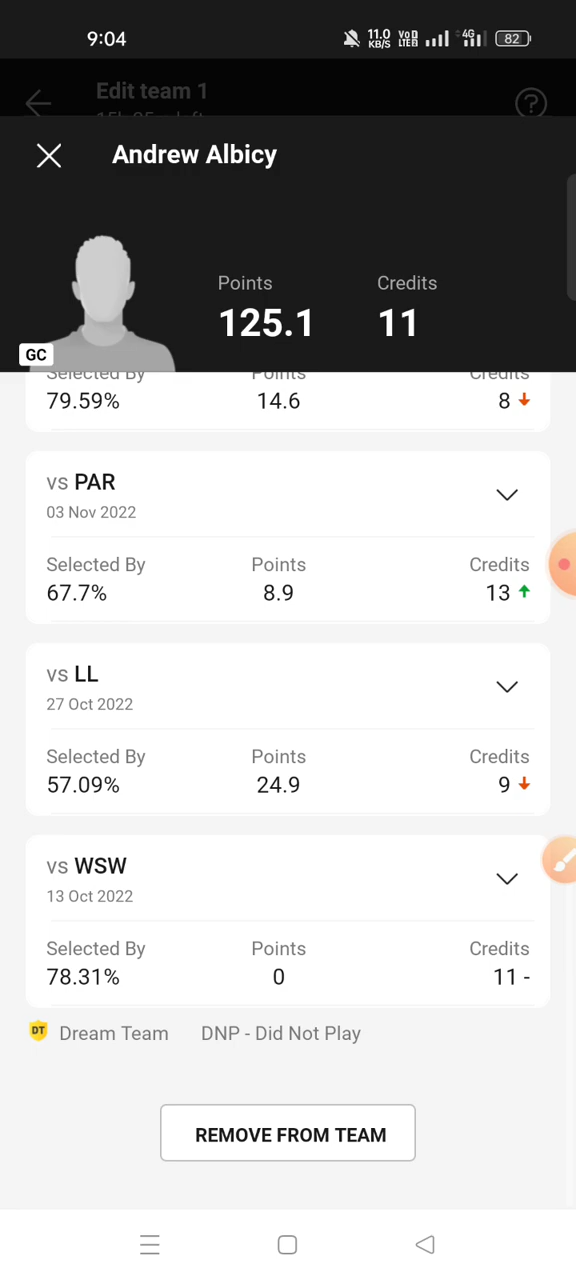 9:04
11.0 KB/S
Vo LTE
4G
82
Edit team 1
Andrew Albicy
Points
Credits
125.1
11
GC
Selected By
Points
Credits
79.59%
14.6
8
vs PAR
03 Nov 2022
Selected By
Points
Credits
67.7%
8.9
13
vs LL
27 Oct 2022
Selected By
Points
Credits
57.09%
24.9
9
vs WSW
13 Oct 2022
Selected By
Points
Credits
78.31%
0
11 -
DT
Dream Team
DNP - Did Not Play
REMOVE FROM TEAM